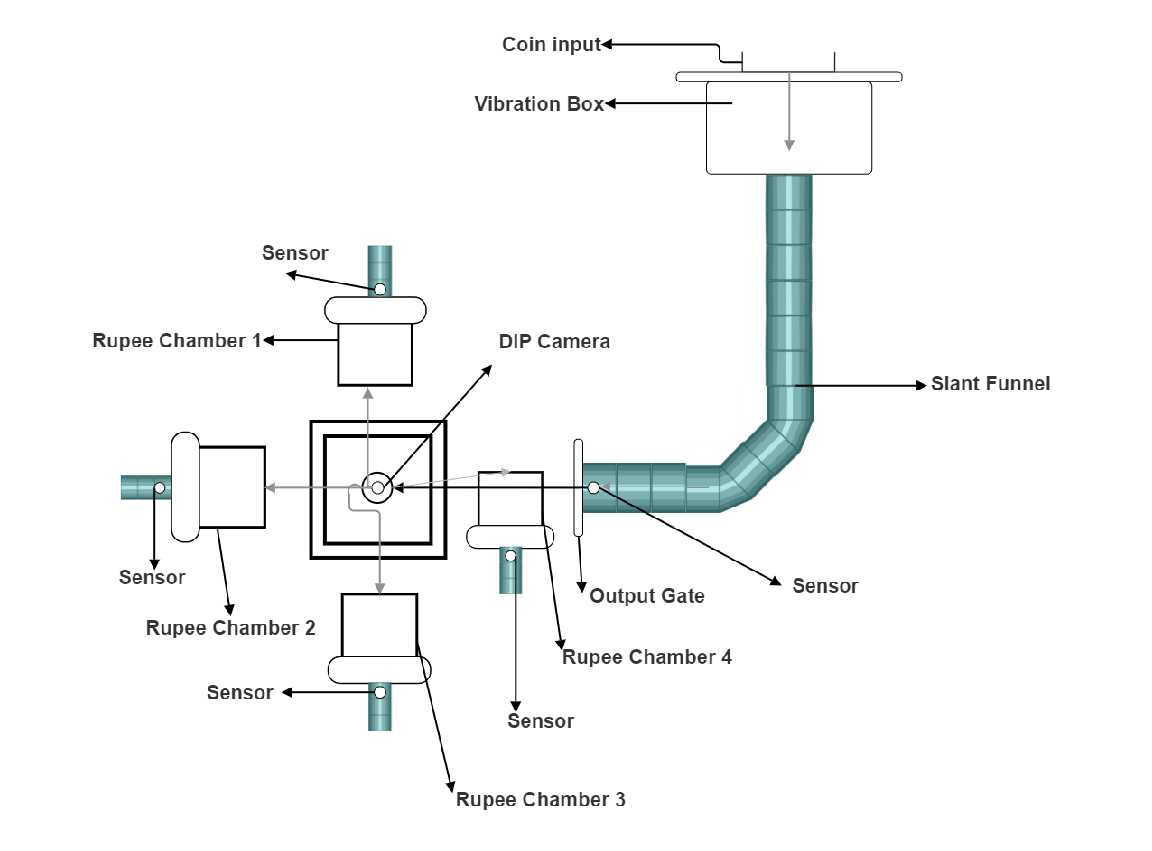 Coin input
Vibration Box
Sensor
Rupee Chamber 1
DIP Camera
Slant Funnel
Sensor
Rupee Chamber 2
Output Gate
Sensor
Rupee Chamber 4
Sensor
Sensor
Rupee Chamber 3